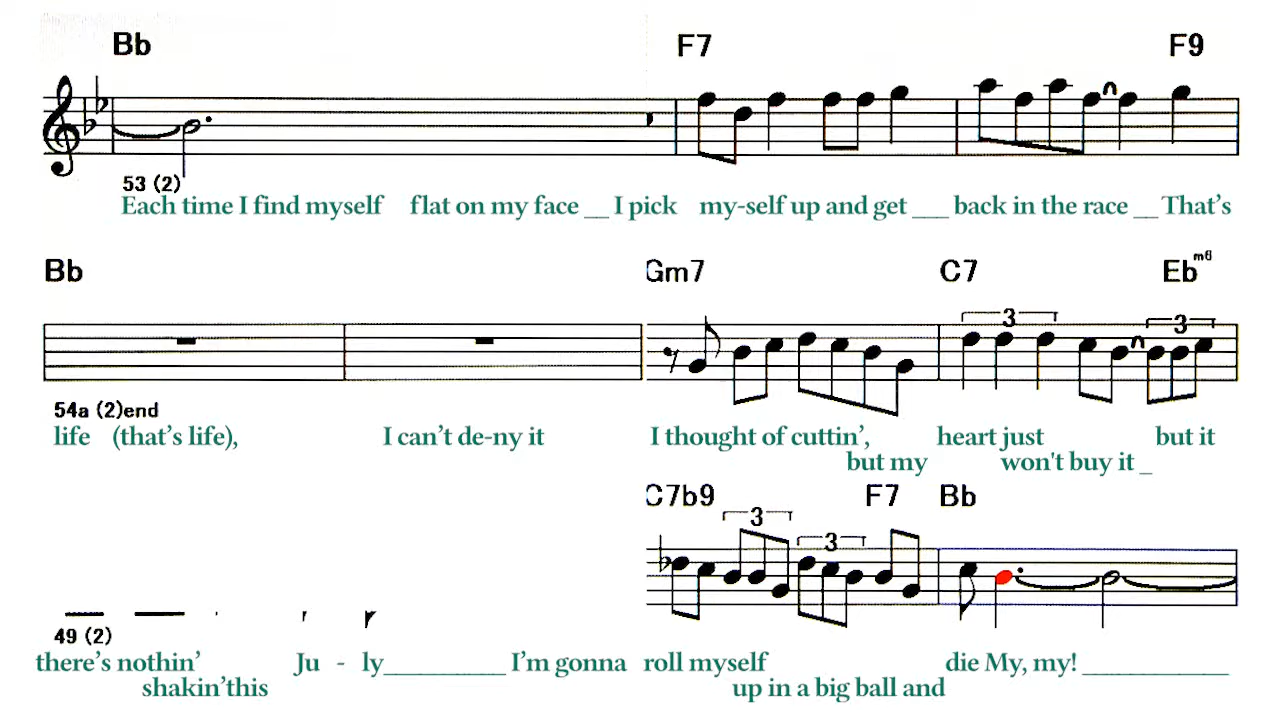 Bb F7 F9
53 (2)
Each time I find myself flat on my face __ I pick my-self up and get ___ back in the race __ That's
Bb Gm7 C7 Ebm6
3 3
54a (2)end
life (that's life), I can't de-ny it I thought of cuttin', heart just but it
but my won't buy it _
C7b9 F7 Bb
3 3
49 (2)
there's nothin' Ju - ly__________ I'm gonna roll myself die My, my! ____________
shakin'this up in a big ball and